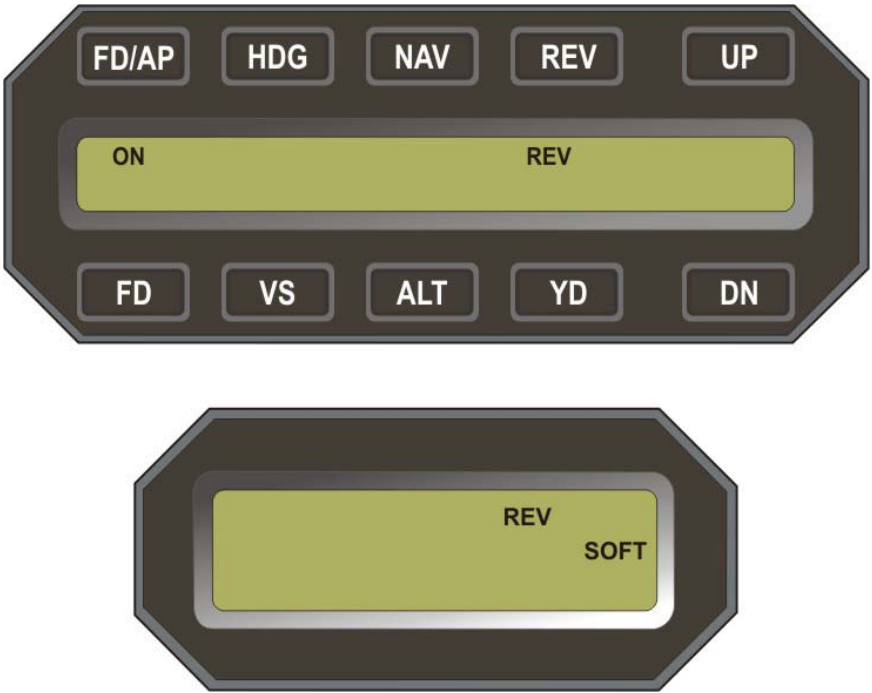 FD/AP HDG NAV REV UP
ON REV
FD VS ALT YD DN
REV
SOFT